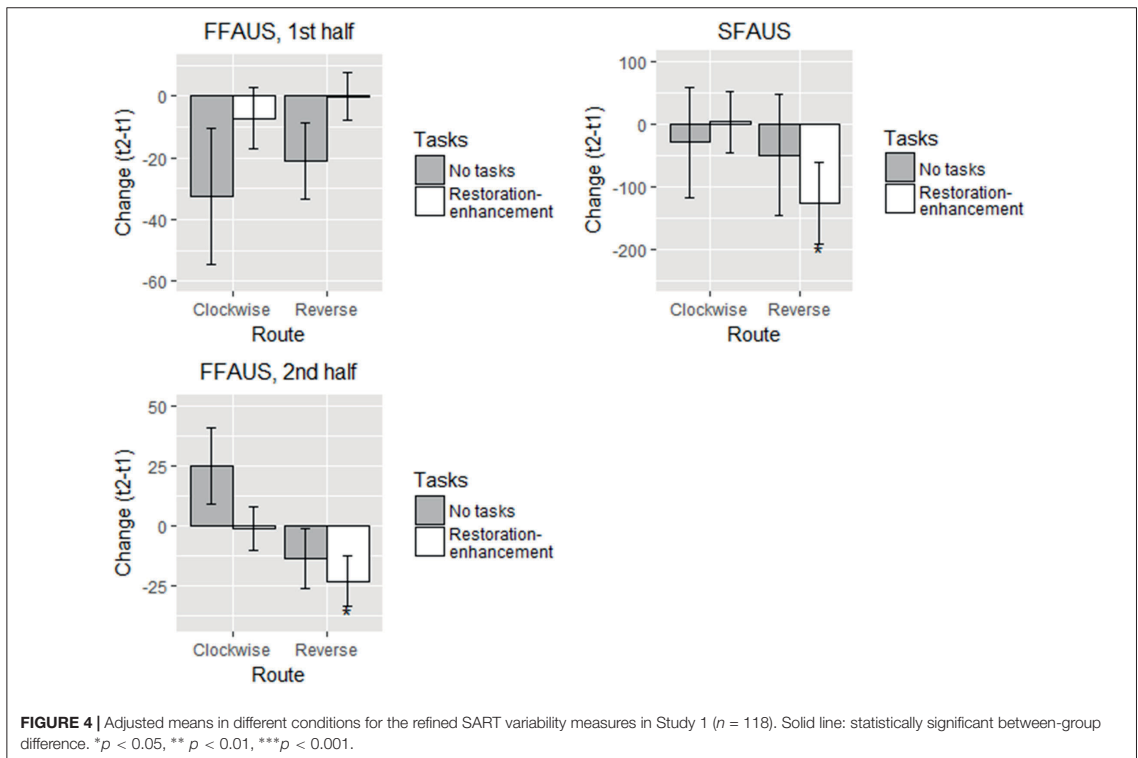 FFAUS, 1st half
Change (t2-t1)
0
-20
-40
-60
Clockwise Reverse
Route
Tasks
No tasks
Restoration-
enhancement
SFAUS
Change (t2-t1)
100
0
-100
-200
*
Clockwise Reverse
Route
Tasks
No tasks
Restoration-
enhancement
FFAUS, 2nd half
Change (t2-t1)
50
25
0
-25
*
Clockwise Reverse
Route
Tasks
No tasks
Restoration-
enhancement
FIGURE 4 | Adjusted means in different conditions for the refined SART variability measures in Study 1 (n = 118). Solid line: statistically significant between-group
difference. *p < 0.05, ** p < 0.01, ***p < 0.001.